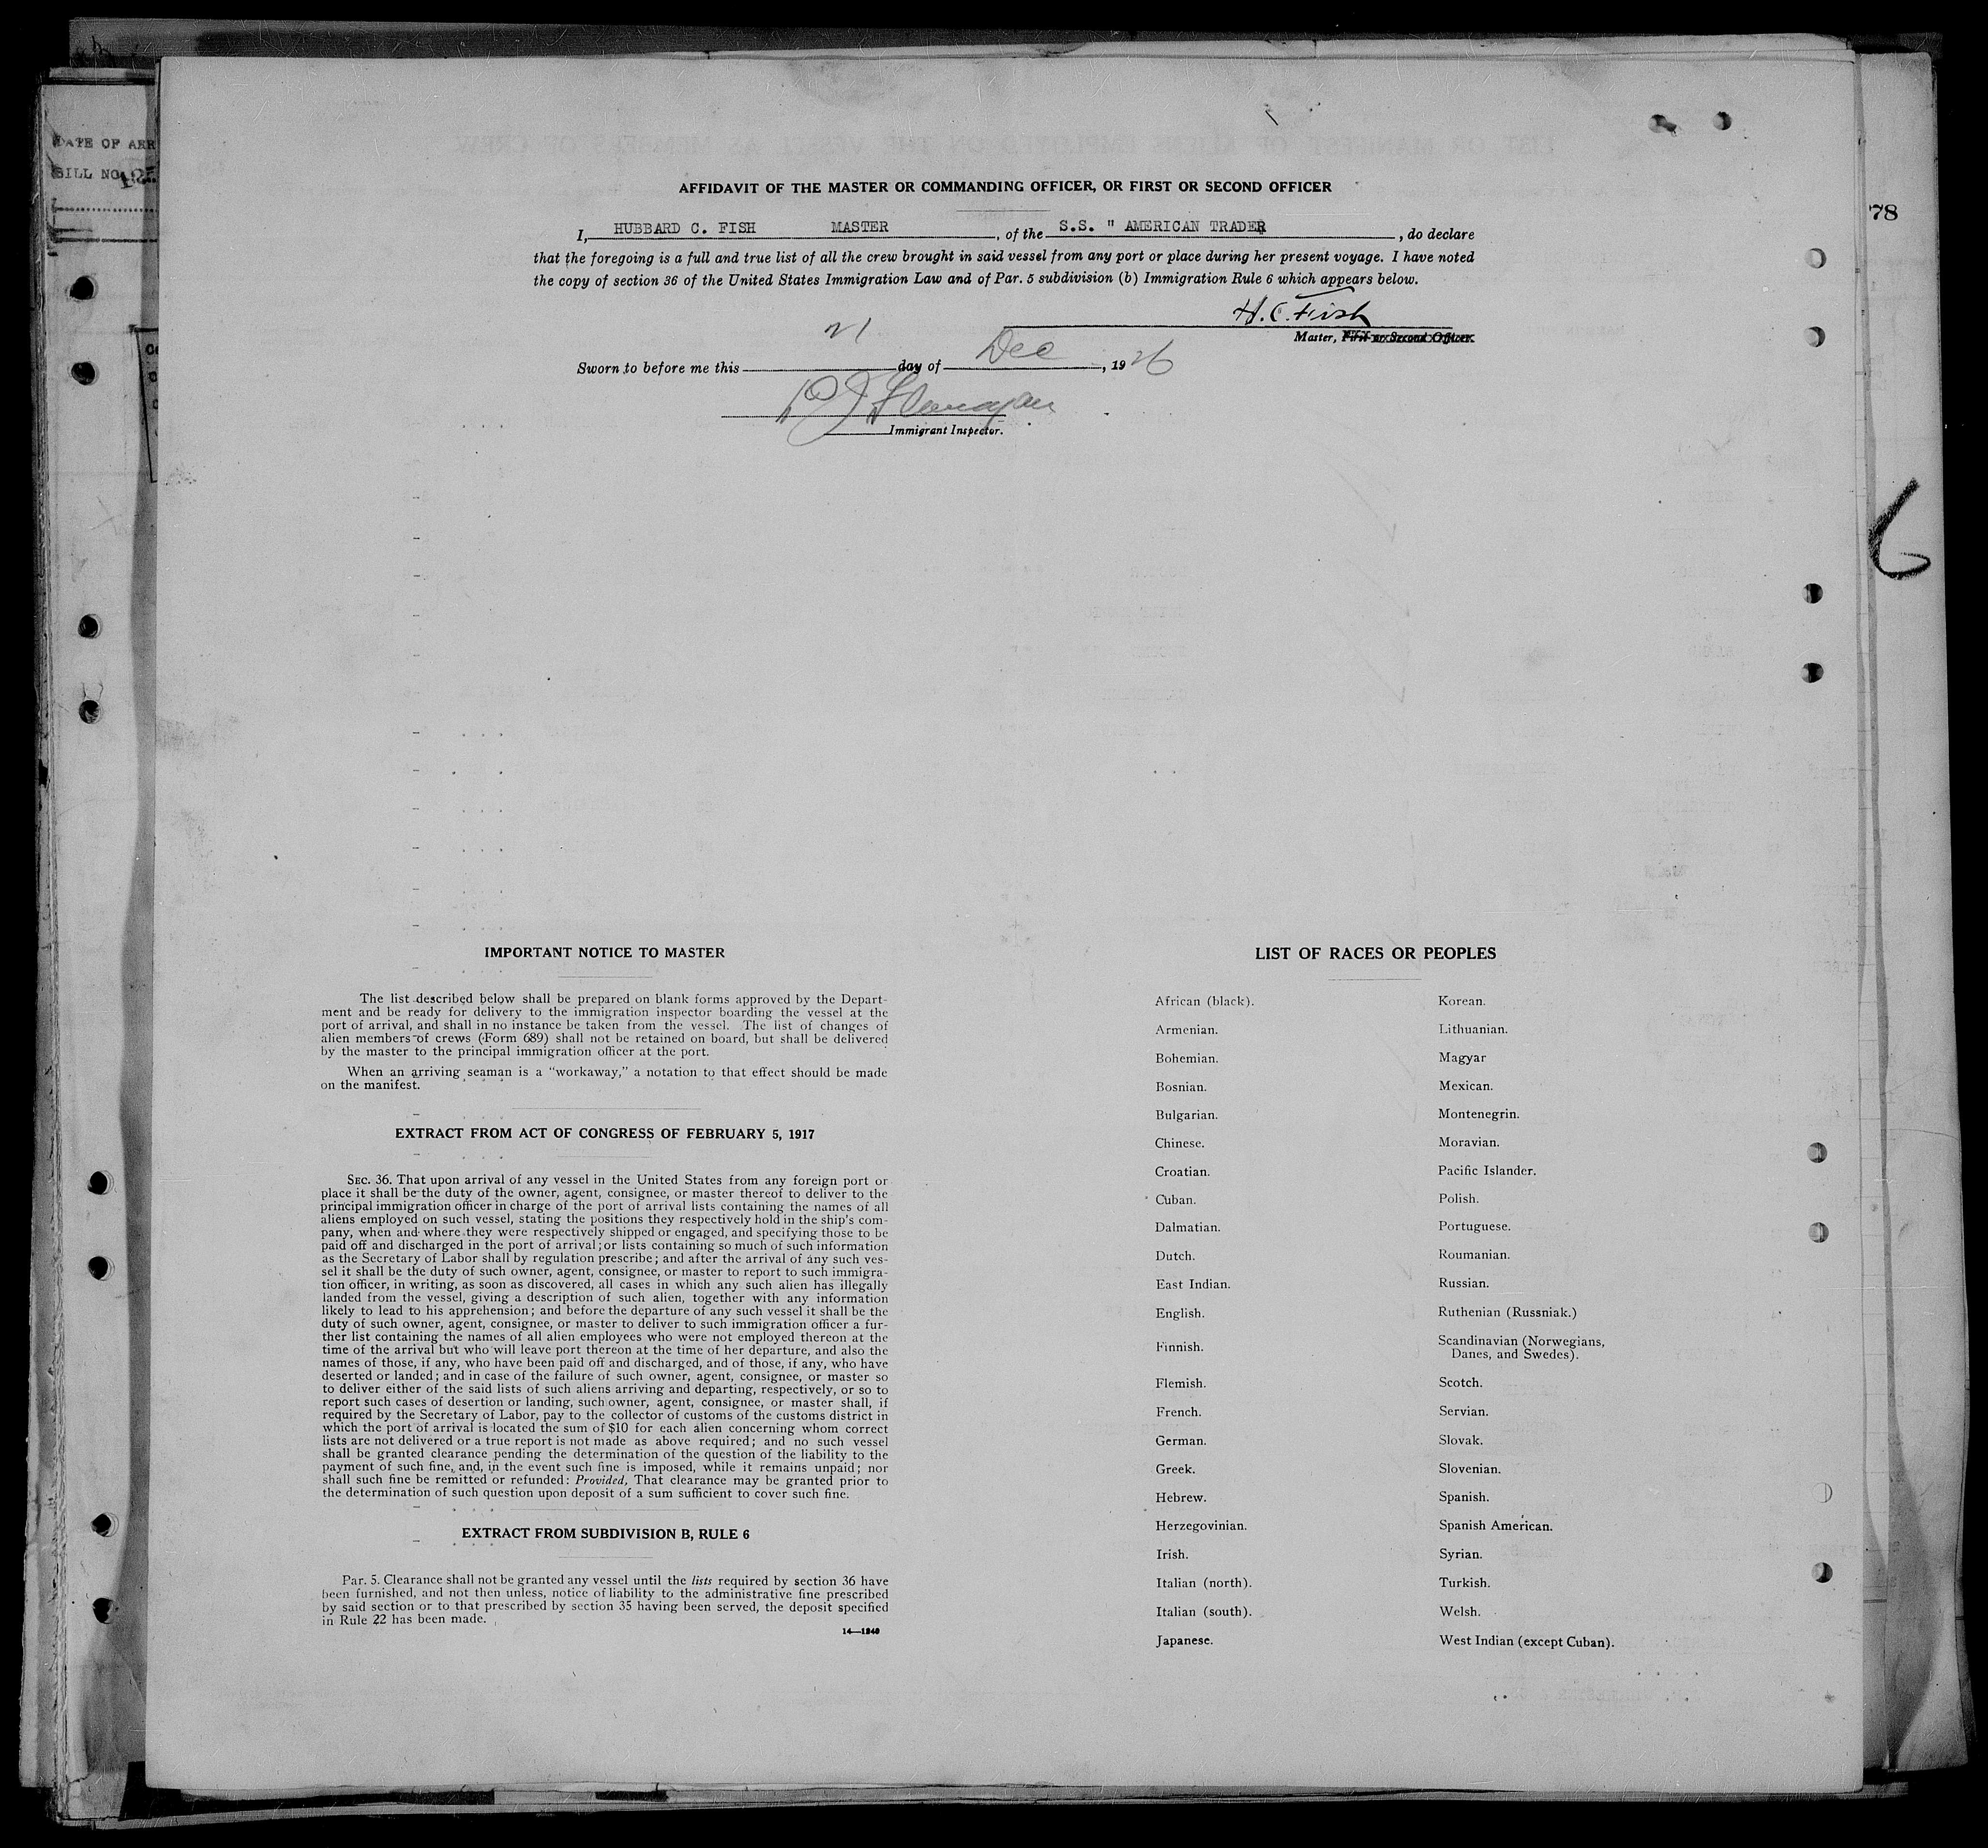 DATE OF ARR
BILL NO.
78
6
AFFIDAVIT OF THE MASTER OR COMMANDING OFFICER, OR FIRST OR SECOND OFFICER
I, HUBBARD C. FISH MASTER, of the S.S. " AMERICAN TRADER, do declare
that the foregoing is a full and true list of all the crew brought in said vessel from any port or place during her present voyage. I have noted
the copy of section 36 of the United States Immigration Law and of Par. 5 subdivision (b) Immigration Rule 6 which appears below.
H. C. Fish
Master, First or Second Officer.
Sworn to before me this 21 day of Dec, 1926
Flanagan
Immigrant Inspector.
IMPORTANT NOTICE TO MASTER
The list described below shall be prepared on blank forms approved by the Depart-
ment and be ready for delivery to the immigration inspector boarding the vessel at the
port of arrival, and shall in no instance be taken from the vessel. The list of changes of
alien members of crews (Form 689) shall not be retained on board, but shall be delivered
by the master to the principal immigration officer at the port.
When an arriving seaman is a "workaway," a notation to that effect should be made
on the manifest.
EXTRACT FROM ACT OF CONGRESS OF FEBRUARY 5, 1917
SEC. 36. That upon arrival of any vessel in the United States from any foreign port or
place it shall be the duty of the owner, agent, consignee, or master thereof to deliver to the
principal immigration officer in charge of the port of arrival lists containing the names of all
aliens employed on such vessel, stating the positions they respectively hold in the ship's com-
pany, when and where they were respectively shipped or engaged, and specifying those to be
paid off and discharged in the port of arrival; or lists containing so much of such information
as the Secretary of Labor shall by regulation prescribe; and after the arrival of any such ves-
sel it shall be the duty of such owner, agent, consignee, or master to report to such immigra-
tion officer, in writing, as soon as discovered, all cases in which any such alien has illegally
landed from the vessel, giving a description of such alien, together with any information
likely to lead to his apprehension; and before the departure of any such vessel it shall be the
duty of such owner, agent, consignee, or master to deliver to such immigration officer a fur-
ther list containing the names of all alien employees who were not employed thereon at the
time of the arrival but who will leave port thereon at the time of her departure, and also the
names of those, if any, who have been paid off and discharged, and of those, if any, who have
deserted or landed; and in case of the failure of such owner, agent, consignee, or master so
to deliver either of the said lists of such aliens arriving and departing, respectively, or so to
report such cases of desertion or landing, such owner, agent, consignee, or master shall, if
required by the Secretary of Labor, pay to the collector of customs of the customs district in
which the port of arrival is located the sum of $10 for each alien concerning whom correct
lists are not delivered or a true report is not made as above required; and no such vessel
shall be granted clearance pending the determination of the question of the liability to the
payment of such fine, and, in the event such fine is imposed, while it remains unpaid; nor
shall such fine be remitted or refunded: Provided, That clearance may be granted prior to
the determination of such question upon deposit of a sum sufficient to cover such fine.
EXTRACT FROM SUBDIVISION B, RULE 6
Par. 5. Clearance shall not be granted any vessel until the lists required by section 36 have
been furnished, and not then unless, notice of liability to the administrative fine prescribed
by said section or to that prescribed by section 35 having been served, the deposit specified
in Rule 22 has been made.
14—1240
LIST OF RACES OR PEOPLES
African (black).
Armenian.
Bohemian.
Bosnian.
Bulgarian.
Chinese.
Croatian.
Cuban.
Dalmatian.
Dutch.
East Indian.
English.
Finnish.
Flemish.
French.
German.
Greek.
Hebrew.
Herzegovinian.
Irish.
Italian (north).
Italian (south).
Japanese.
Korean.
Lithuanian.
Magyar
Mexican.
Montenegrin.
Moravian.
Pacific Islander.
Polish.
Portuguese.
Roumanian.
Russian.
Ruthenian (Russniak.)
Scandinavian (Norwegians,
Danes, and Swedes).
Scotch.
Servian.
Slovak.
Slovenian.
Spanish.
Spanish American.
Syrian.
Turkish.
Welsh.
West Indian (except Cuban).